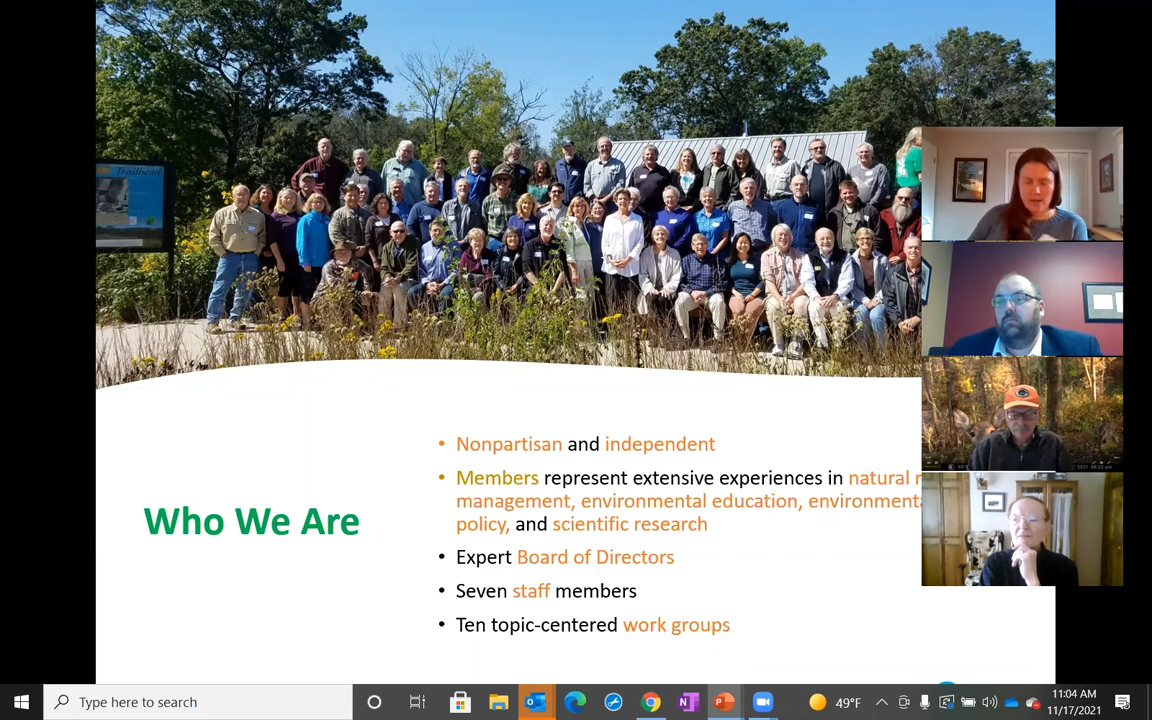 Trailhead
Who We Are
• Nonpartisan and independent
• Members represent extensive experiences in natural r
management, environmental education, environmenta
policy, and scientific research
• Expert Board of Directors
• Seven staff members
• Ten topic-centered work groups
Type here to search
49°F
11:04 AM
11/17/2021